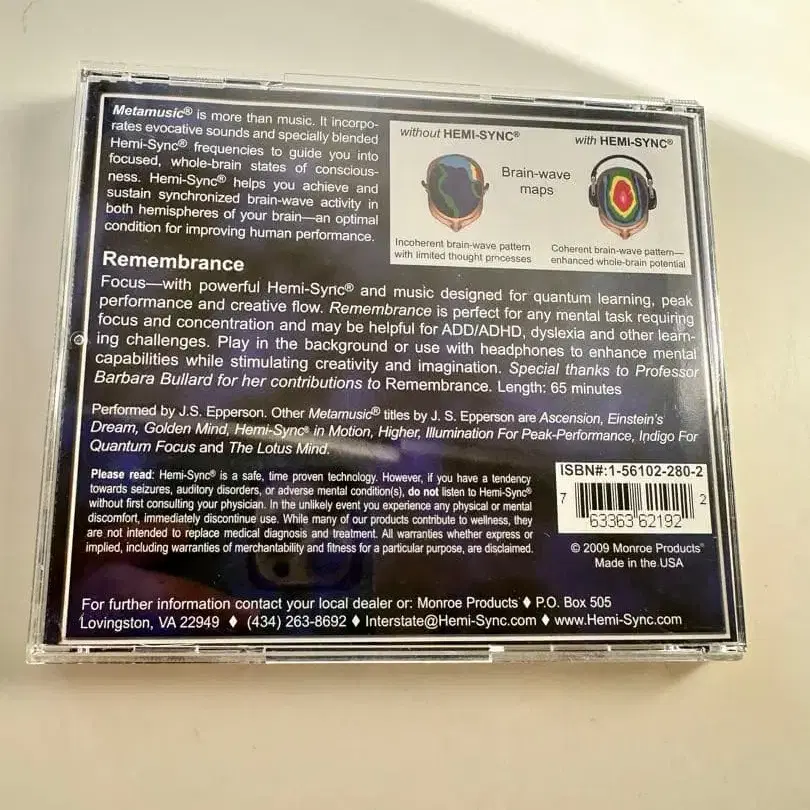 Metamusic® is more than music. It incorpo-
rates evocative sounds and specially blended
Hemi-Sync® frequencies to guide you into
focused, whole-brain states of conscious-
ness. Hemi-Sync® helps you achieve and
sustain synchronized brain-wave activity in
both hemispheres of your brain—an optimal
condition for improving human performance.
without HEMI-SYNC®
with HEMI-SYNC®
Brain-wave
maps
Incoherent brain-wave pattern
with limited thought processes
Coherent brain-wave pattern—
enhanced whole-brain potential
Remembrance
Focus—with powerful Hemi-Sync® and music designed for quantum learning, peak
performance and creative flow. Remembrance is perfect for any mental task requiring
focus and concentration and may be helpful for ADD/ADHD, dyslexia and other learn-
ing challenges. Play in the background or use with headphones to enhance mental
capabilities while stimulating creativity and imagination. Special thanks to Professor
Barbara Bullard for her contributions to Remembrance. Length: 65 minutes
Performed by J.S. Epperson. Other Metamusic® titles by J. S. Epperson are Ascension, Einstein's
Dream, Golden Mind, Hemi-Sync® in Motion, Higher, Illumination For Peak-Performance, Indigo For
Quantum Focus and The Lotus Mind.
Please read: Hemi-Sync® is a safe, time proven technology. However, if you have a tendency
towards seizures, auditory disorders, or adverse mental condition(s), do not listen to Hemi-Sync®
without first consulting your physician. In the unlikely event you experience any physical or mental
discomfort, immediately discontinue use. While many of our products contribute to wellness, they
are not intended to replace medical diagnosis and treatment. All warranties whether express or
implied, including warranties of merchantability and fitness for a particular purpose, are disclaimed.
ISBN#:1-56102-280-2
7 63363 62192 2
© 2009 Monroe Products®
Made in the USA
For further information contact your local dealer or: Monroe Products ♦ P.O. Box 505
Lovingston, VA 22949 ♦ (434) 263-8692 ♦ Interstate@Hemi-Sync.com ♦ www.Hemi-Sync.com